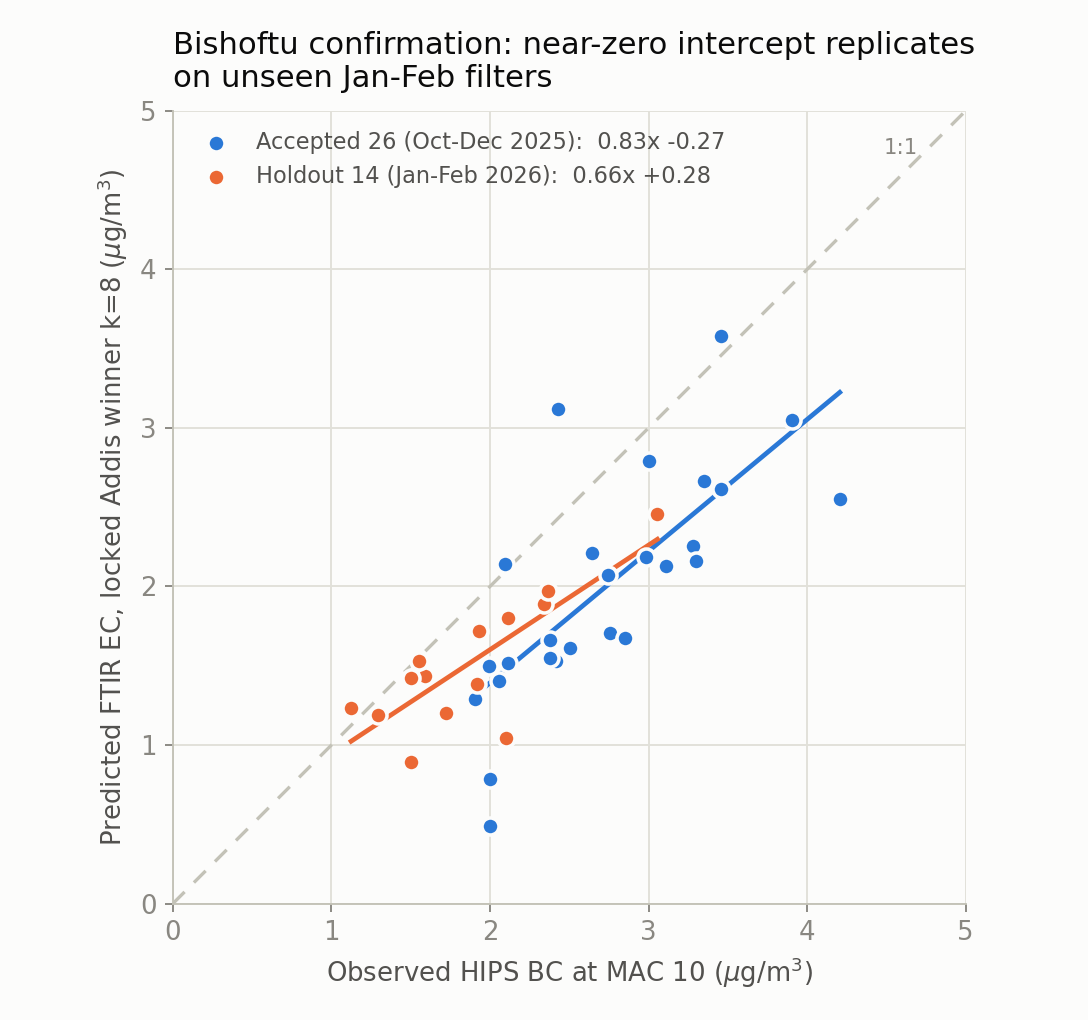 Bishoftu confirmation: near-zero intercept replicates
on unseen Jan-Feb filters
Accepted 26 (Oct-Dec 2025):  0.83x -0.27
Holdout 14 (Jan-Feb 2026):  0.66x +0.28
1:1
Predicted FTIR EC, locked Addis winner k=8 (μg/m³)
5
4
3
2
1
0
0 1 2 3 4 5
Observed HIPS BC at MAC 10 (μg/m³)